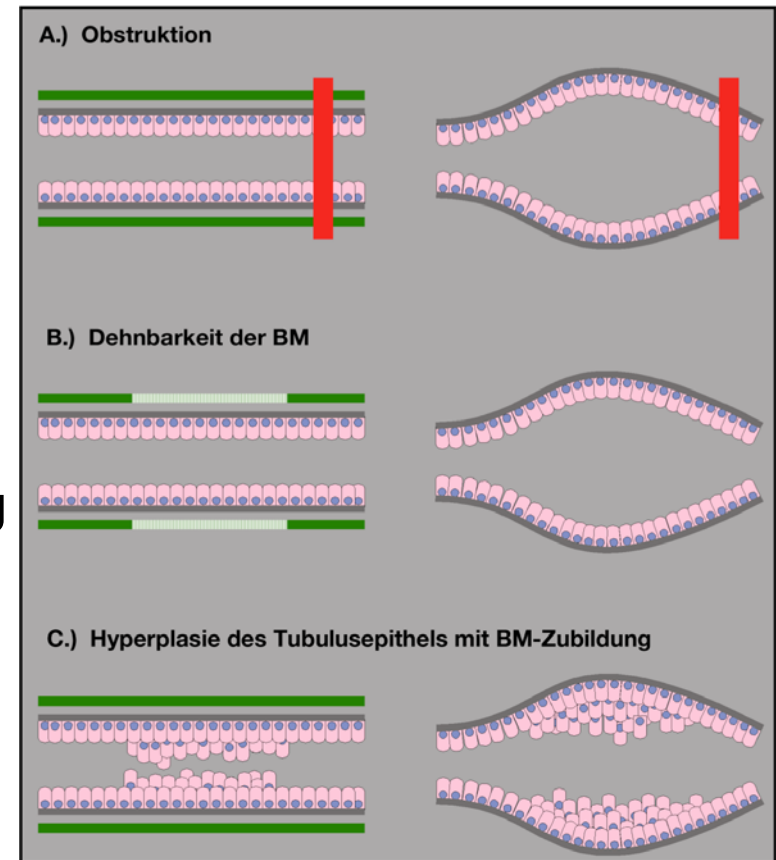 A.) Obstruktion
B.) Dehnbarkeit der BM
g
C.) Hyperplasie des Tubulusepithels mit BM-Zubildung